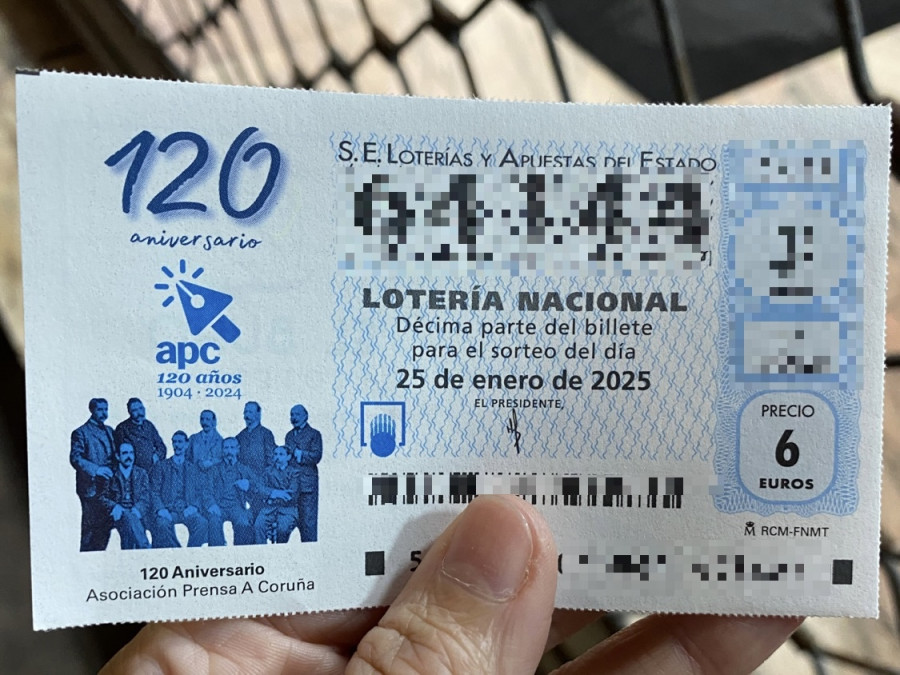 120
aniversario
apc
120 años
1904 · 2024
120 Aniversario
Asociación Prensa A Coruña
S.E. LOTERÍAS Y APUESTAS DEL ESTADO
LOTERÍA NACIONAL
Décima parte del billete
para el sorteo del día
25 de enero de 2025
EL PRESIDENTE,
PRECIO
6
EUROS
RCM-FNMT